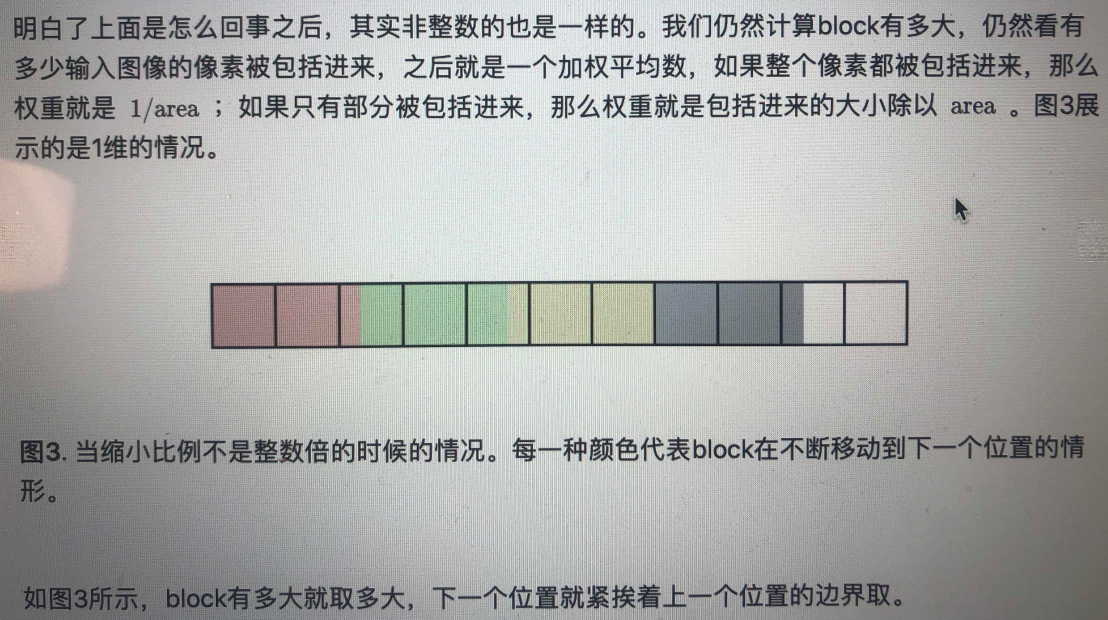 明白了上面是怎么回事之后，其实非整数的也是一样的。我们仍然计算block有多大，仍然看有
多少输入图像的像素被包括进来，之后就是一个加权平均数，如果整个像素都被包括进来，那么
权重就是 1/area ；如果只有部分被包括进来，那么权重就是包括进来的大小除以 area 。图3展
示的是1维的情况。
图3. 当缩小比例不是整数倍的时候的情况。每一种颜色代表block在不断移动到下一个位置的情
形。
如图3所示，block有多大就取多大，下一个位置就紧挨着上一个位置的边界取。